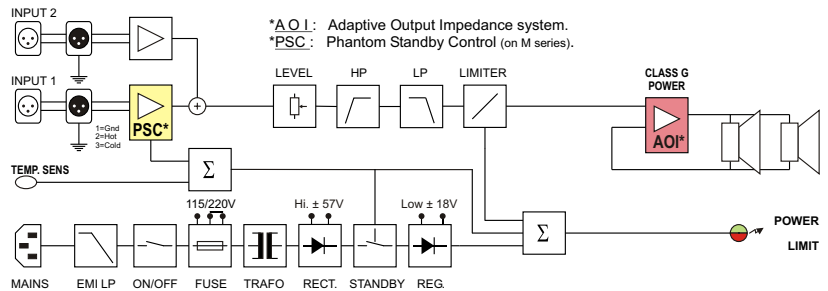 INPUT 2
*A O I : Adaptive Output Impedance system.
*PSC : Phantom Standby Control (on M series).
INPUT 1
LEVEL HP LP LIMITER CLASS G
POWER
1=Gnd
2=Hot
3=Cold
PSC*
+
AOI*
TEMP. SENS
Σ
115/220V Hi. ± 57V Low ± 18V
Σ
POWER
LIMIT
MAINS EMI LP ON/OFF FUSE TRAFO RECT. STANDBY REG.